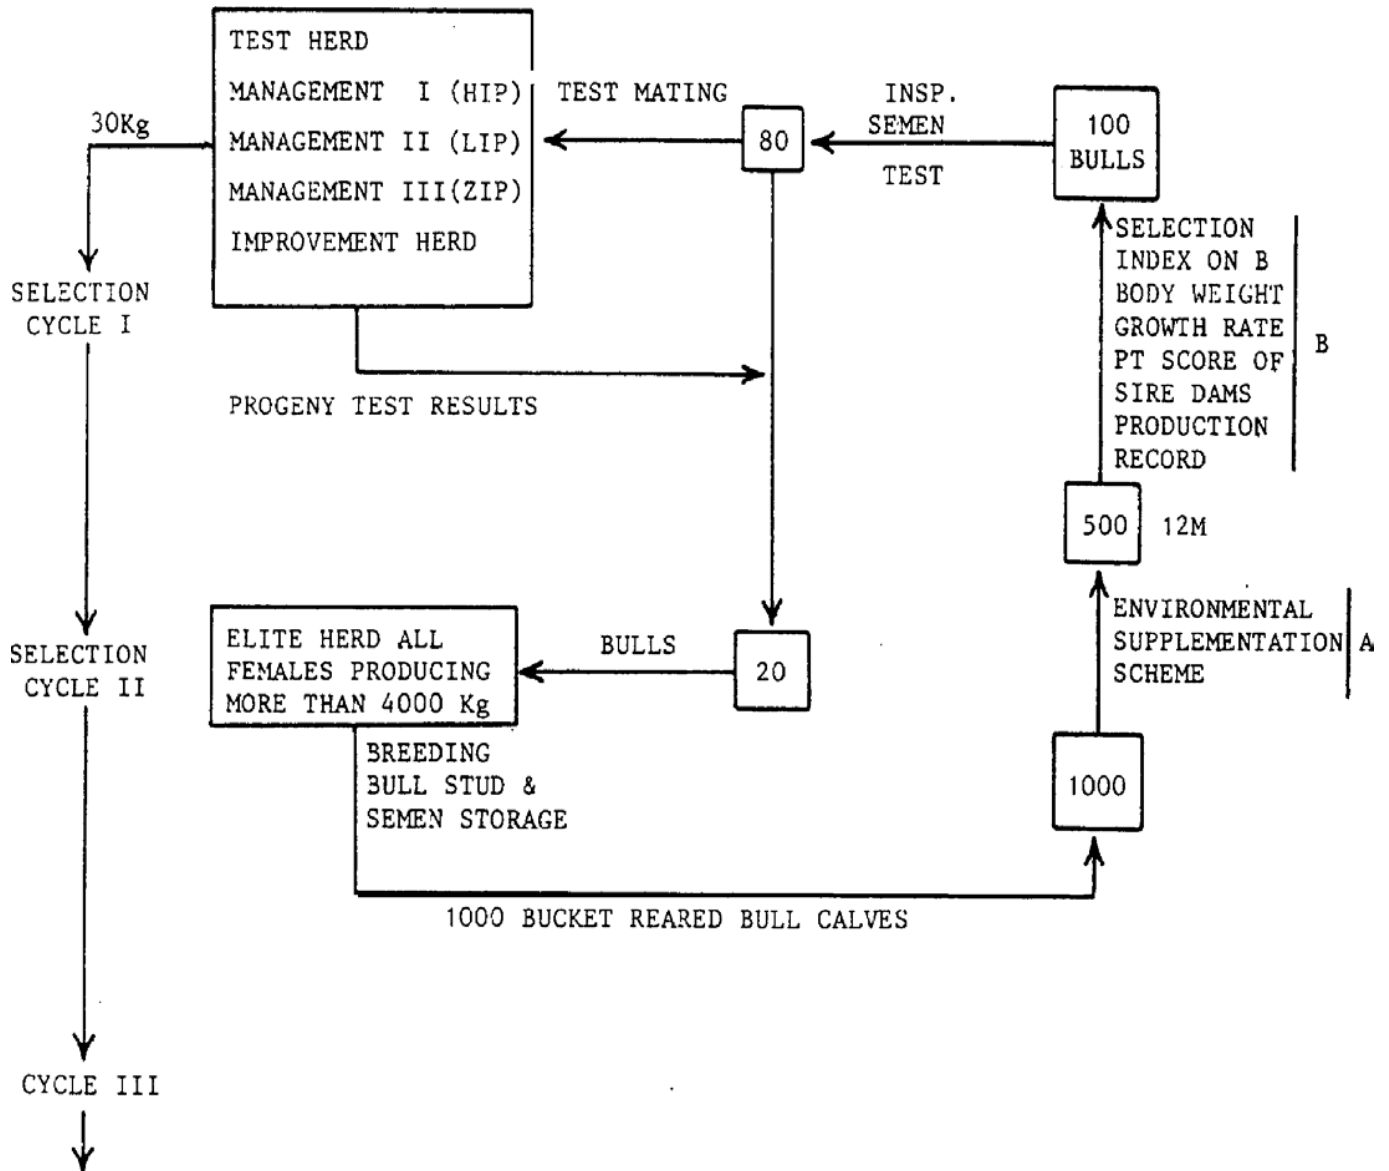 TEST HERD
MANAGEMENT I (HIP)
MANAGEMENT II (LIP)
MANAGEMENT III(ZIP)
IMPROVEMENT HERD
TEST MATING
80
INSP.
SEMEN
TEST
100
BULLS
30Kg
SELECTION
CYCLE I
PROGENY TEST RESULTS
SELECTION
INDEX ON B
BODY WEIGHT
GROWTH RATE
PT SCORE OF
SIRE DAMS
PRODUCTION
RECORD
B
500
12M
ENVIRONMENTAL
SUPPLEMENTATION
SCHEME
A
SELECTION
CYCLE II
ELITE HERD ALL
FEMALES PRODUCING
MORE THAN 4000 Kg
BULLS
20
BREEDING
BULL STUD &
SEMEN STORAGE
1000
1000 BUCKET REARED BULL CALVES
CYCLE III